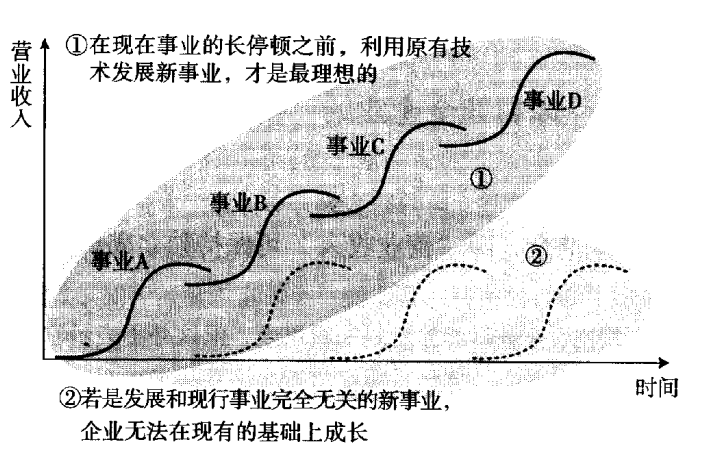 营业收入
①在现在事业的长停顿之前，利用原有技
术发展新事业，才是最理想的
事业D
事业C
①
事业B
事业A
②
时间
②若是发展和现行事业完全无关的新事业，
企业无法在现有的基础上成长